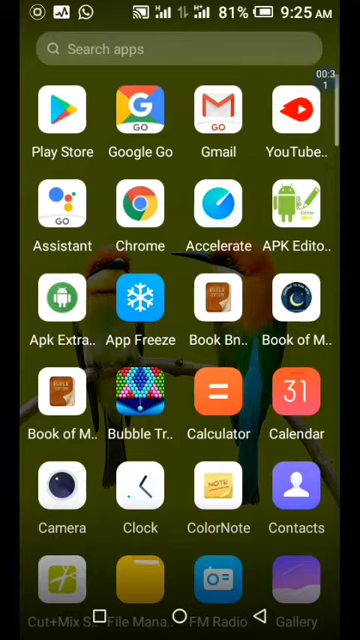 81% 9:25 AM
Search apps
00:3
1
GO GO
Play Store Google Go Gmail YouTube..
GO
Editor
Assistant Chrome Accelerate APK Edito..
Apk Extra.. App Freeze Book Bn.. Book of M..
31
Book of M.. Bubble Tr.. Calculator Calendar
NOTE
Camera Clock ColorNote Contacts
Cut+Mix S.. File Mana.. FM Radio Gallery